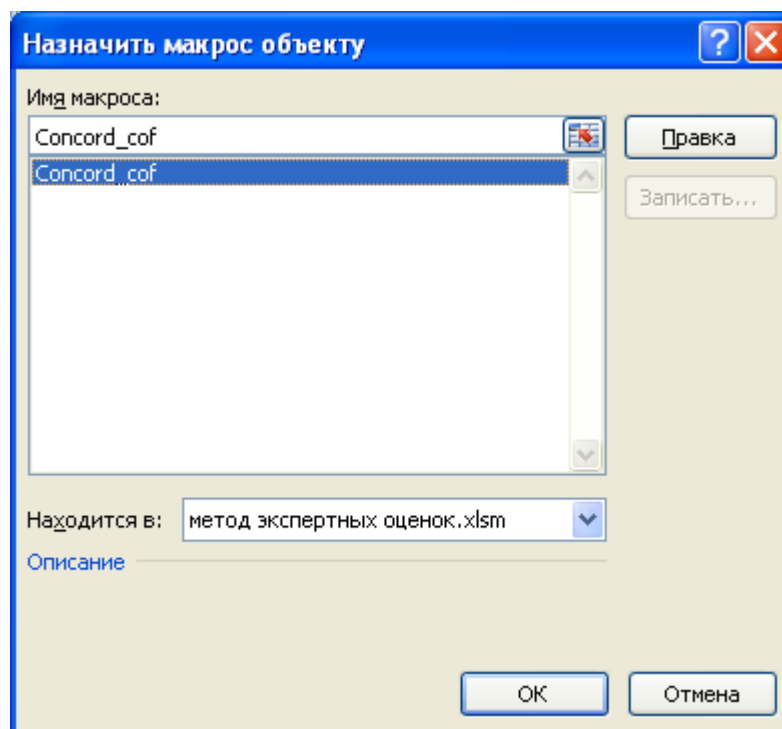 Назначить макрос объекту
?
Имя макроса:
Concord_cof
Правка
Concord_cof
Записать...
Находится в: метод экспертных оценок.xlsm
Описание
ОК
Отмена